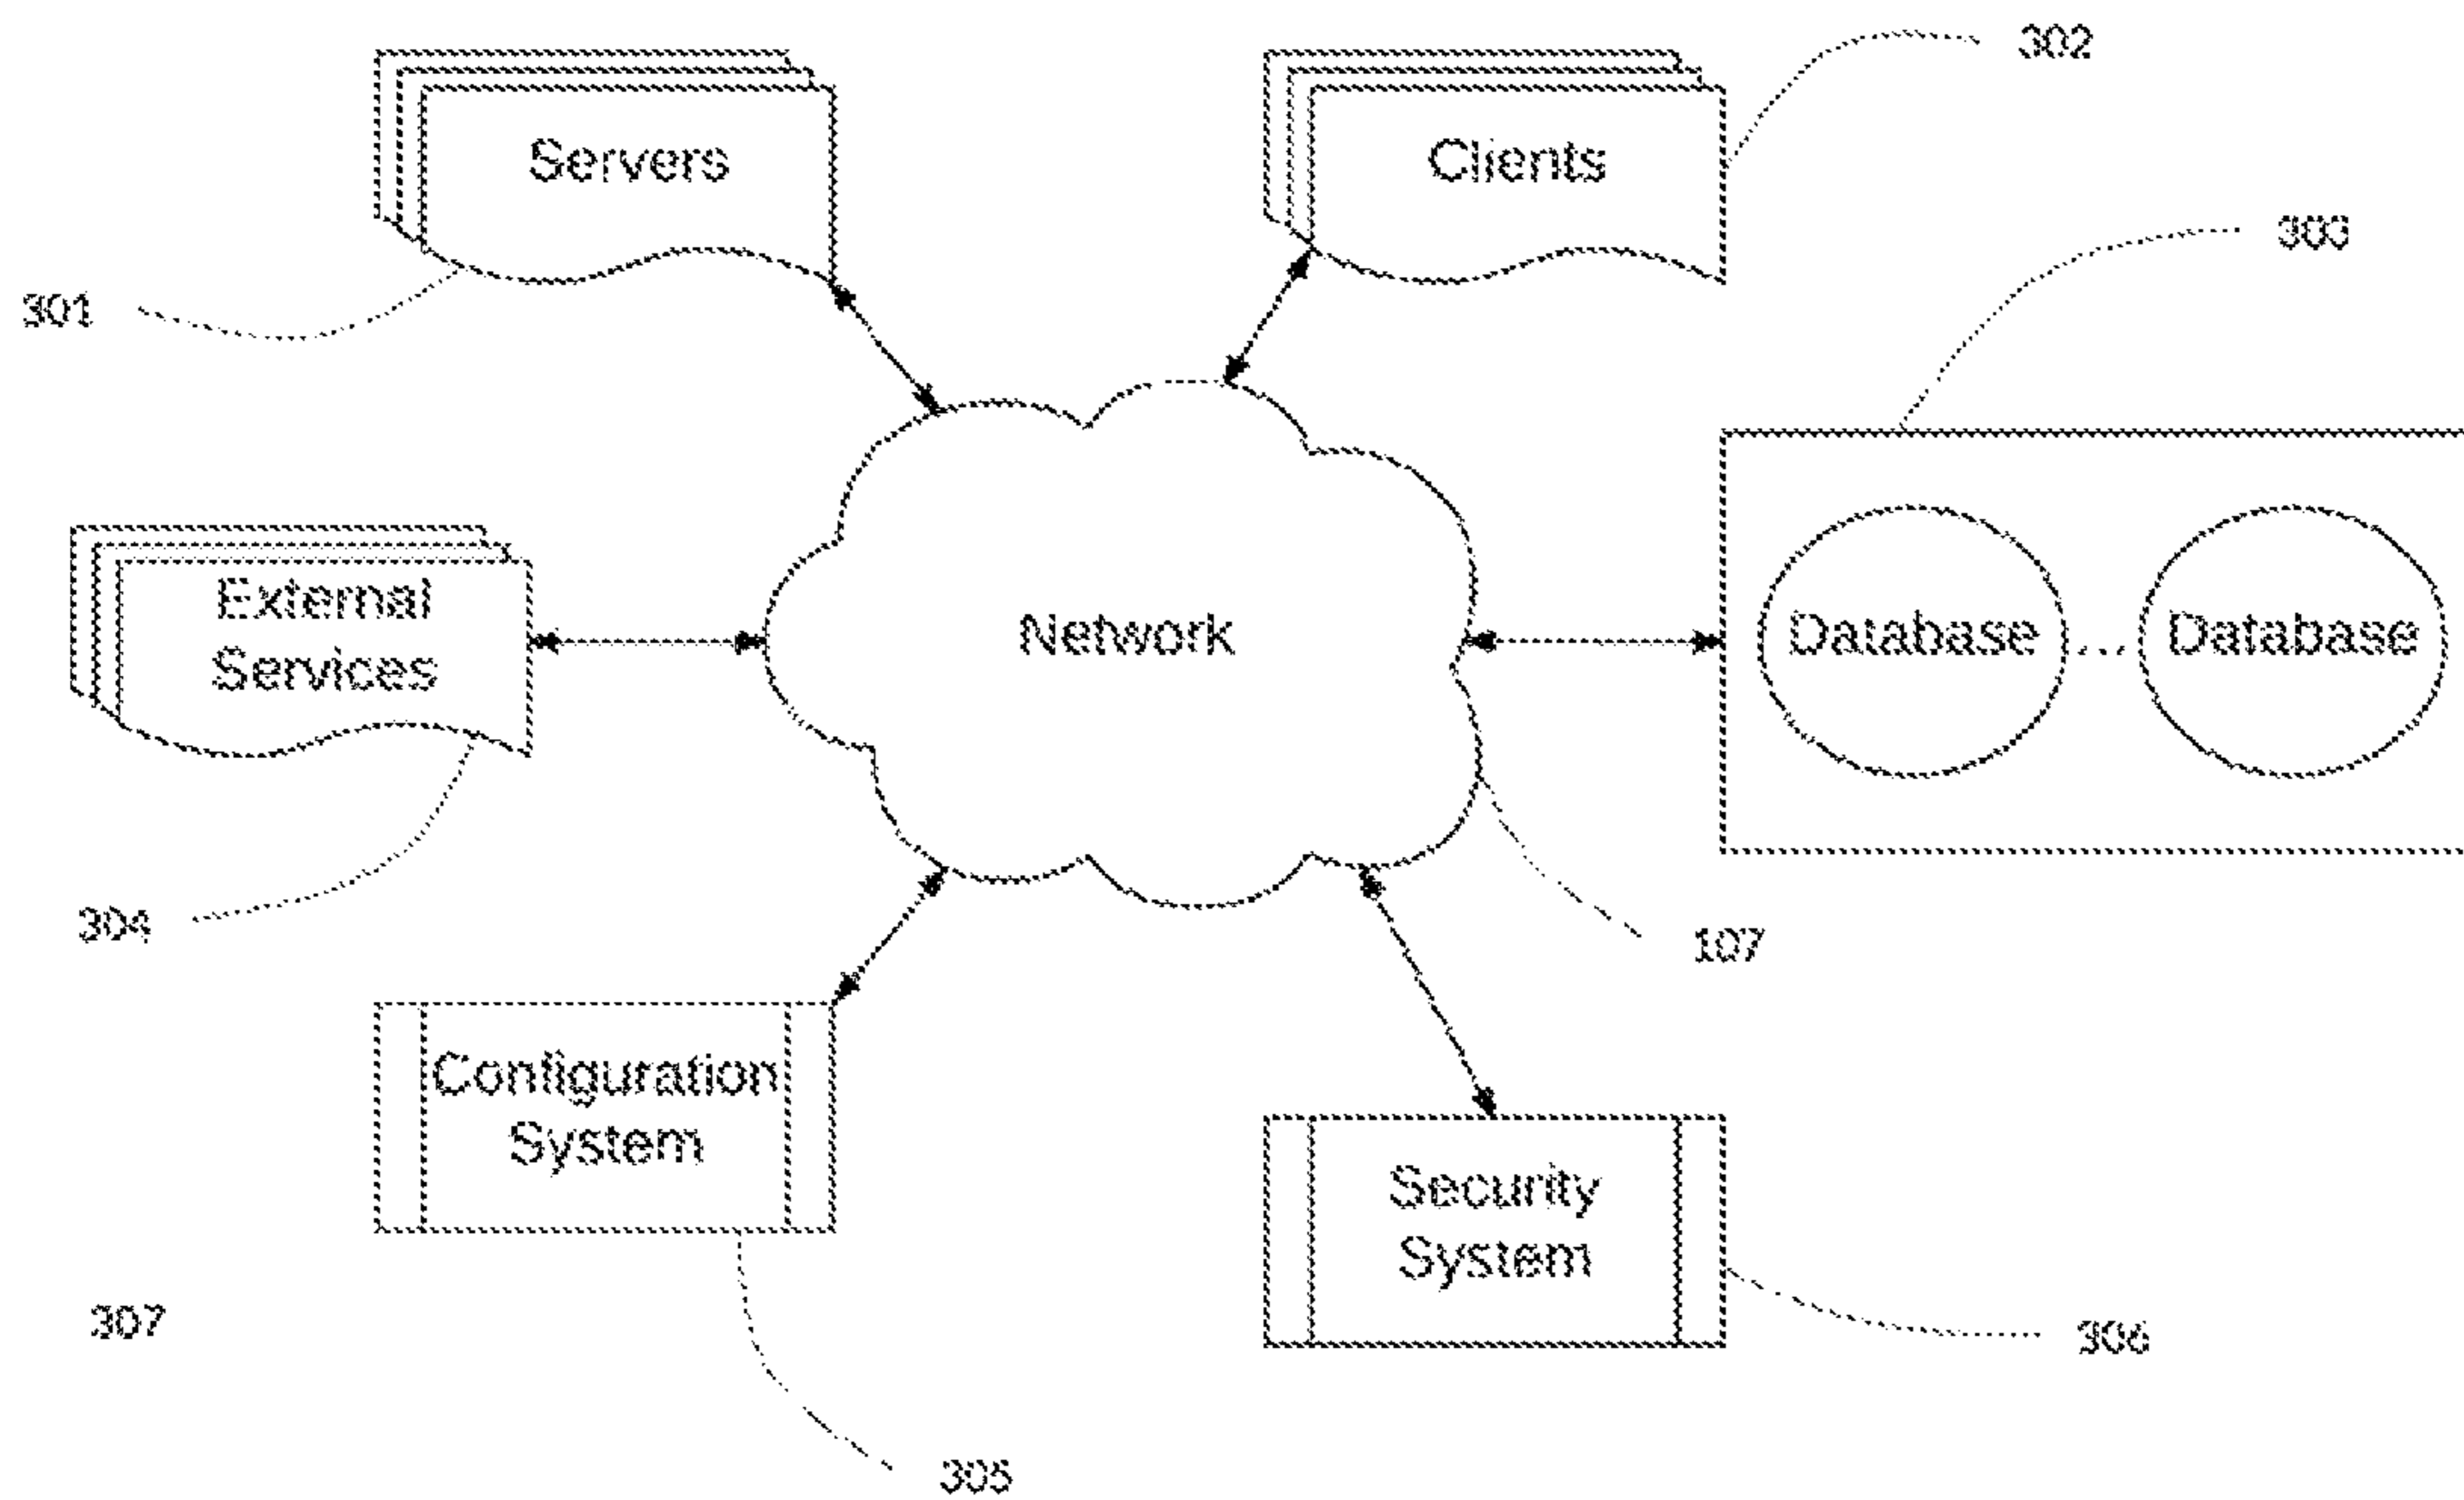 302
Servers
Clients
303
301
External
Services
Network
Database ... Database
304
107
Configuration
System
Security
System
307
306
305